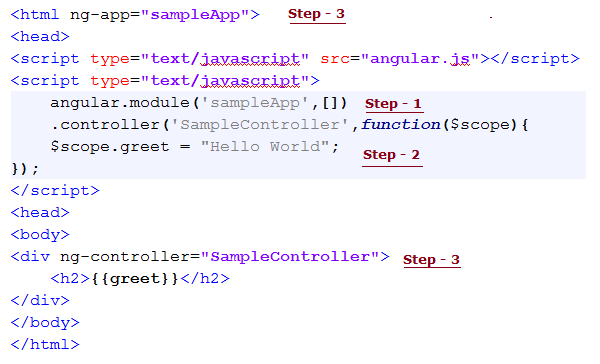 <html ng-app="sampleApp"> Step - 3 .
<head>
<script type="text/javascript" src="angular.js"></script>
<script type="text/javascript">
angular.module('sampleApp',[]) Step - 1
.controller('SampleController',function($scope){
$scope.greet = "Hello World"; Step - 2
});
</script>
<head>
<body>
<div ng-controller="SampleController"> Step - 3
<h2>{{greet}}</h2>
</div>
</body>
</html>